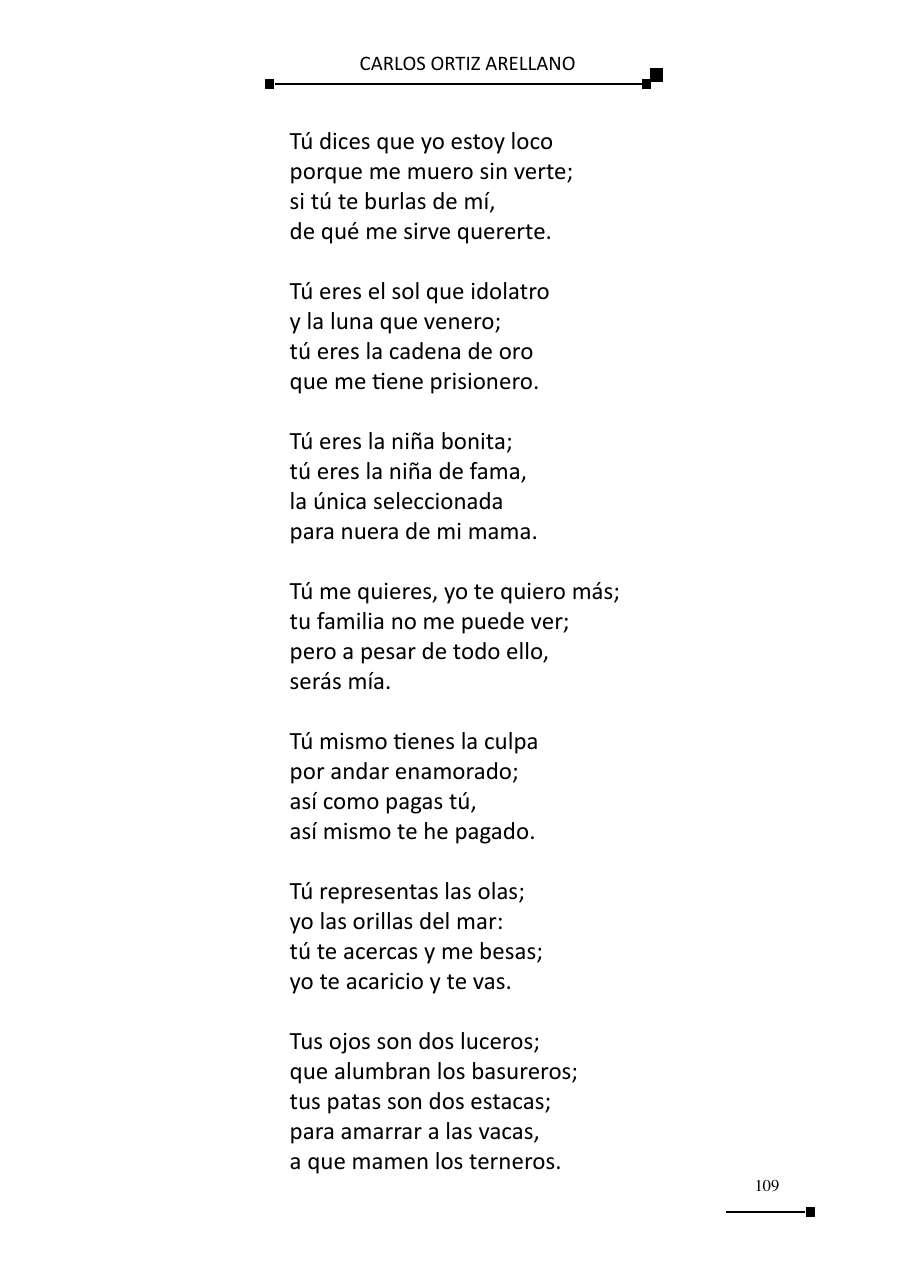 CARLOS ORTIZ ARELLANO
Tú dices que yo estoy loco
porque me muero sin verte;
si tú te burlas de mí,
de qué me sirve quererte.
Tú eres el sol que idolatro
y la luna que venero;
tú eres la cadena de oro
que me tiene prisionero.
Tú eres la niña bonita;
tú eres la niña de fama,
la única seleccionada
para nuera de mi mama.
Tú me quieres, yo te quiero más;
tu familia no me puede ver;
pero a pesar de todo ello,
serás mía.
Tú mismo tienes la culpa
por andar enamorado;
así como pagas tú,
así mismo te he pagado.
Tú representas las olas;
yo las orillas del mar:
tú te acercas y me besas;
yo te acaricio y te vas.
Tus ojos son dos luceros;
que alumbran los basureros;
tus patas son dos estacas;
para amarrar a las vacas,
a que mamen los terneros.
109